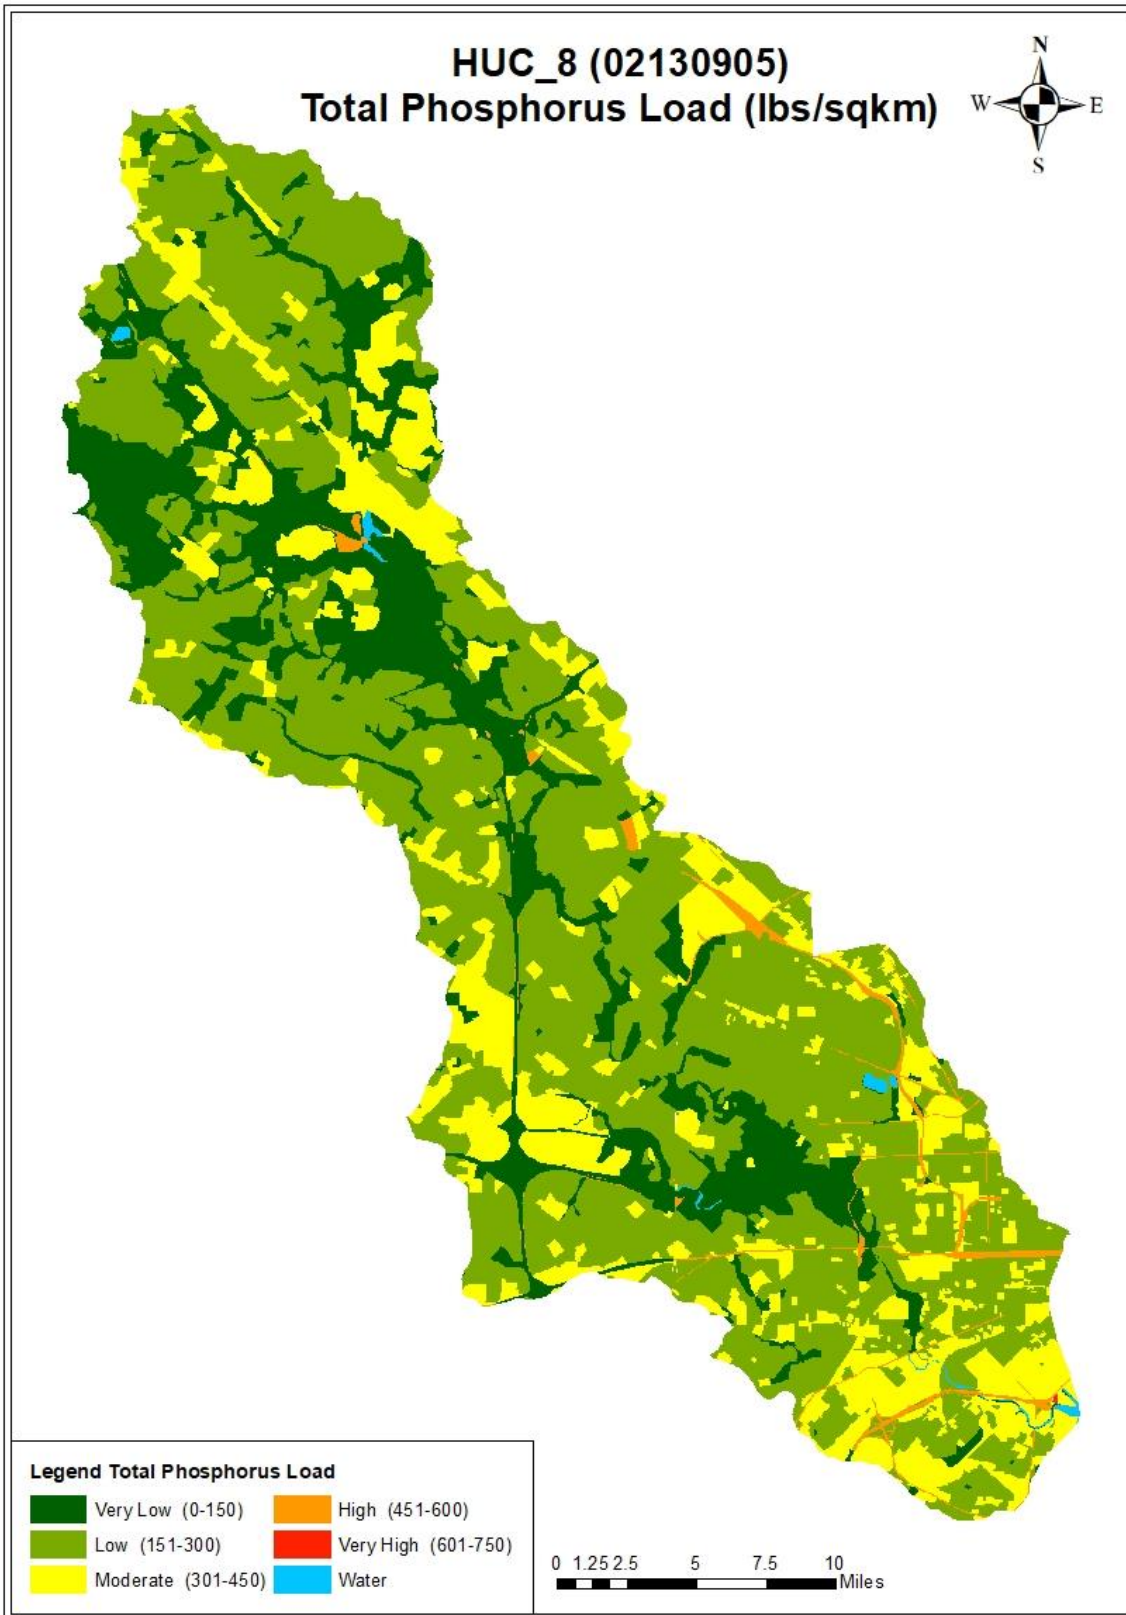 HUC_8 (02130905)
Total Phosphorus Load (lbs/sqkm)
N
W E
S
Legend Total Phosphorus Load
Very Low (0-150)
Low (151-300)
Moderate (301-450)
High (451-600)
Very High (601-750)
Water
0 1.25 2.5 5 7.5 10
Miles